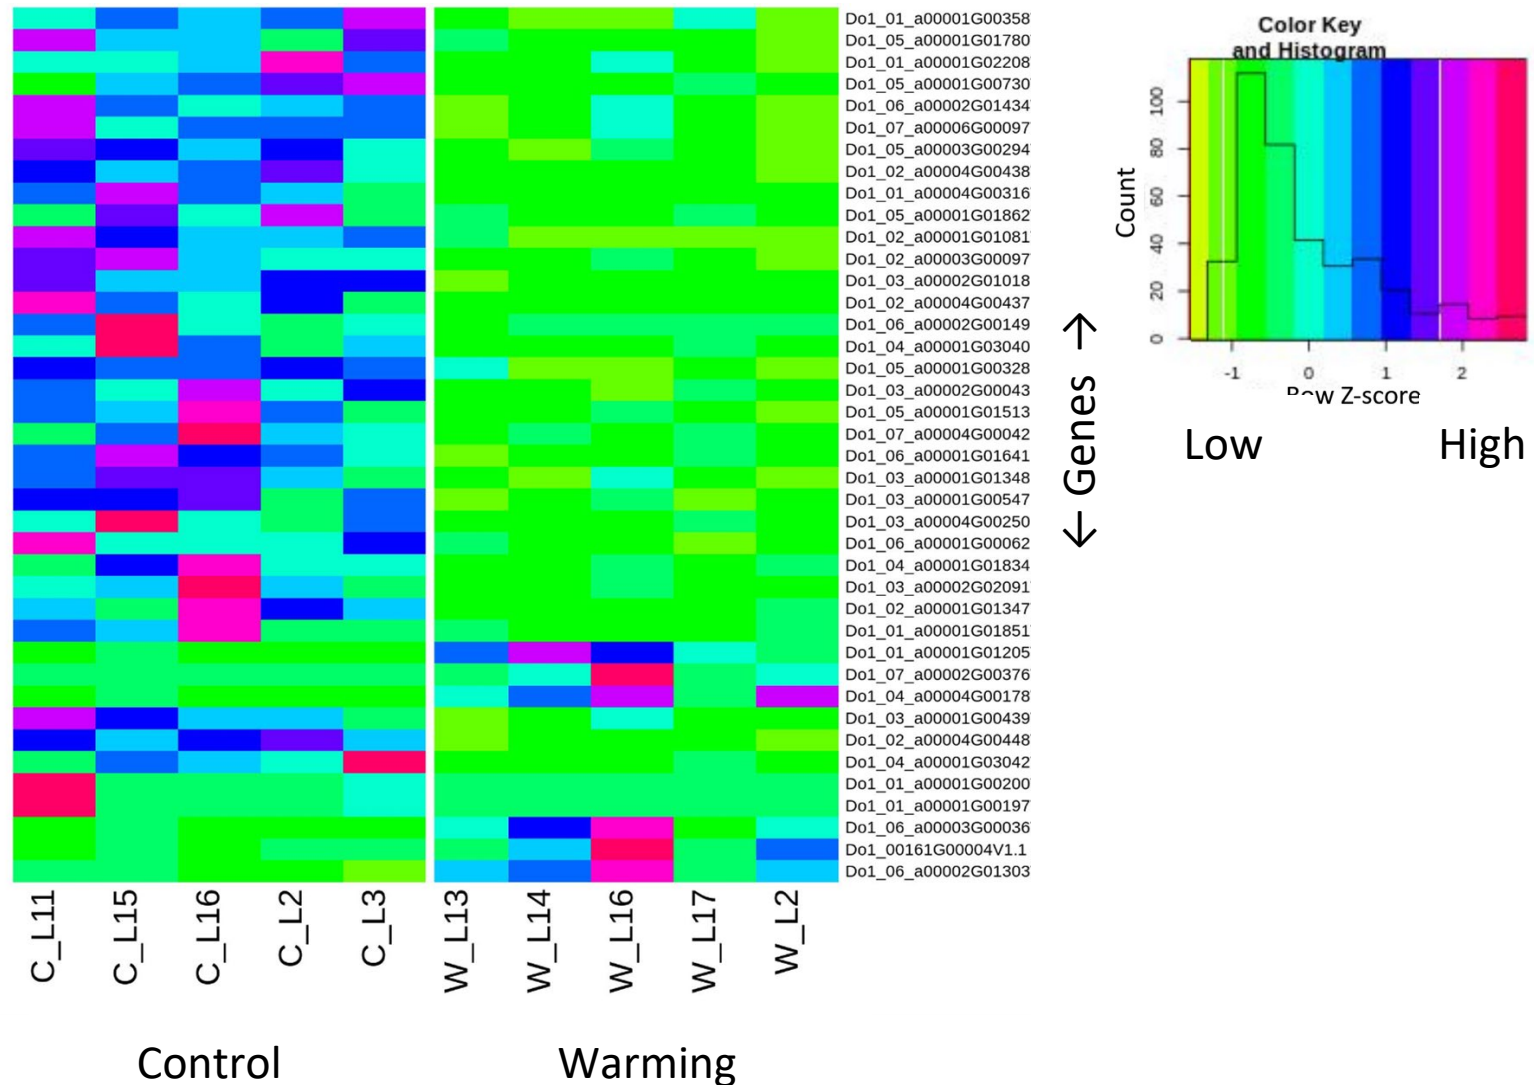 Do1_01_a00001G00358
Do1_05_a00001G01780
Do1_01_a00001G02208
Do1_05_a00001G00730
Do1_06_a00002G01434
Do1_07_a00006G00097
Do1_05_a00003G00294
Do1_02_a00004G00438
Do1_01_a00004G00316
Do1_05_a00001G01862
Do1_02_a00001G01081
Do1_02_a00003G00097
Do1_03_a00002G01018
Do1_02_a00004G00437
Do1_06_a00002G00149
Do1_04_a00001G03040
Do1_05_a00001G00328
Do1_03_a00002G00043
Do1_05_a00001G01513
Do1_07_a00004G00042
Do1_06_a00001G01641
Do1_03_a00001G01348
Do1_03_a00001G00547
Do1_03_a00004G00250
Do1_06_a00001G00062
Do1_04_a00001G01834
Do1_03_a00002G02091
Do1_02_a00001G01347
Do1_01_a00001G01851
Do1_01_a00001G01205
Do1_07_a00002G00376
Do1_04_a00004G00178
Do1_03_a00001G00439
Do1_02_a00004G00448
Do1_04_a00001G03042
Do1_01_a00001G00200
Do1_01_a00001G00197
Do1_06_a00003G00036
Do1_00161G00004V1.1
Do1_06_a00002G01303
C_L11 C_L15 C_L16 C_L2 C_L3 W_L13 W_L14 W_L16 W_L17 W_L2
Control Warming
← Genes →
Color Key
and Histogram
Count
0 20 40 60 80 100
-1 0 1 2
Row Z-score
Low High